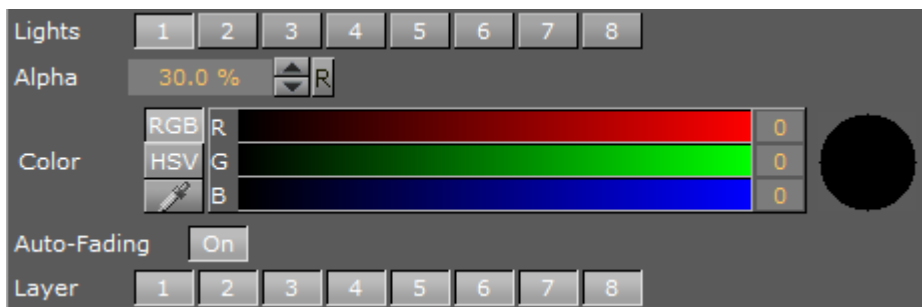 Lights 1 2 3 4 5 6 7 8
Alpha 30.0 % R
RGB R 0
Color HSV G 0
B 0
Auto-Fading On
Layer 1 2 3 4 5 6 7 8